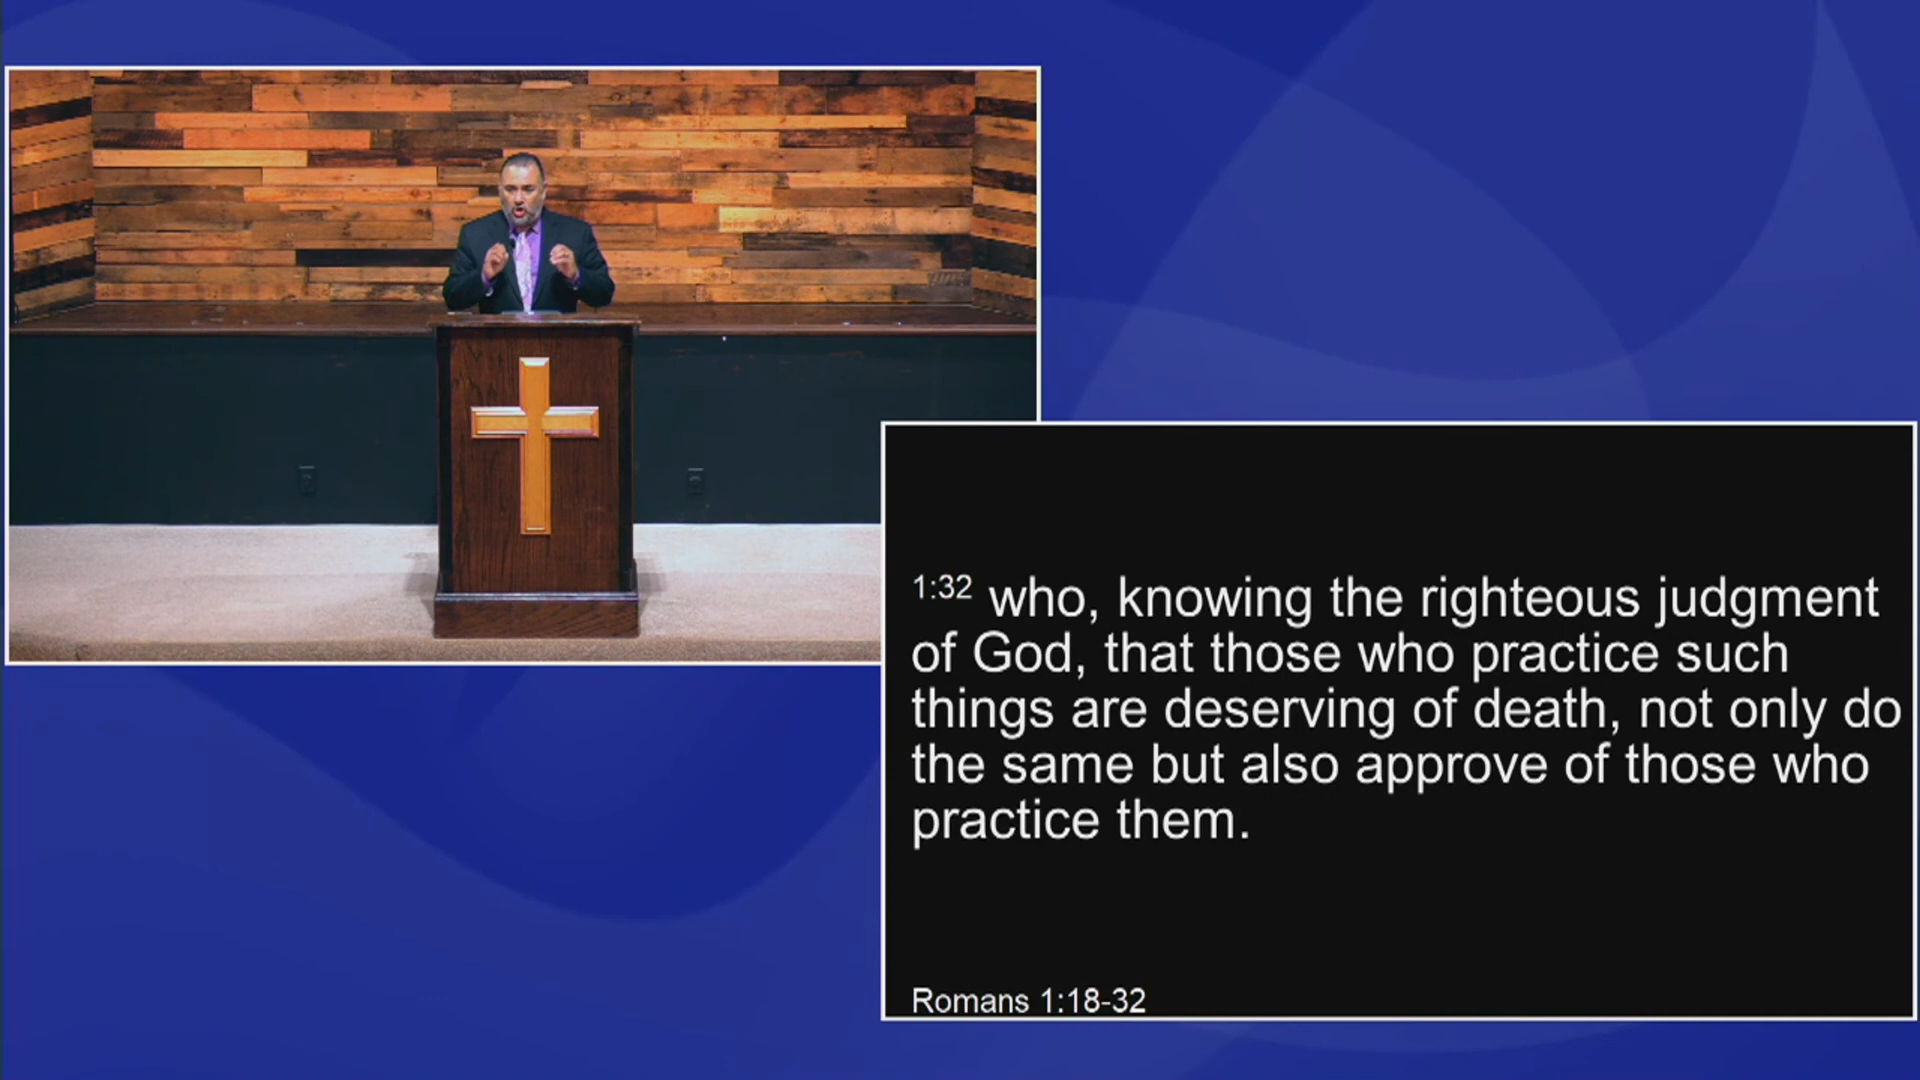 1:32 who, knowing the righteous judgment
of God, that those who practice such
things are deserving of death, not only do
the same but also approve of those who
practice them.
Romans 1:18-32